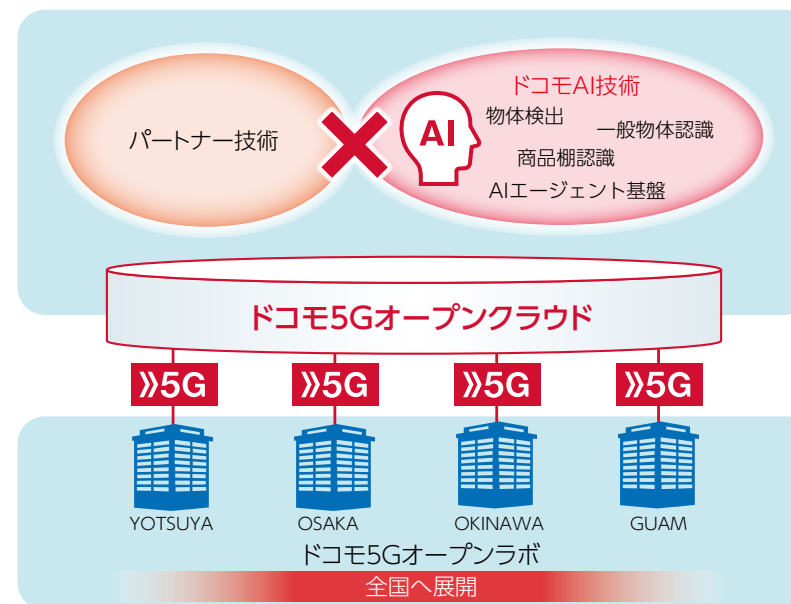 パートナー技術
AI
ドコモAI技術
物体検出
一般物体認識
商品棚認識
AIエージェント基盤
ドコモ5Gオープンクラウド
》5G
》5G
》5G
》5G
YOTSUYA
OSAKA
OKINAWA
GUAM
ドコモ5Gオープンラボ
全国へ展開